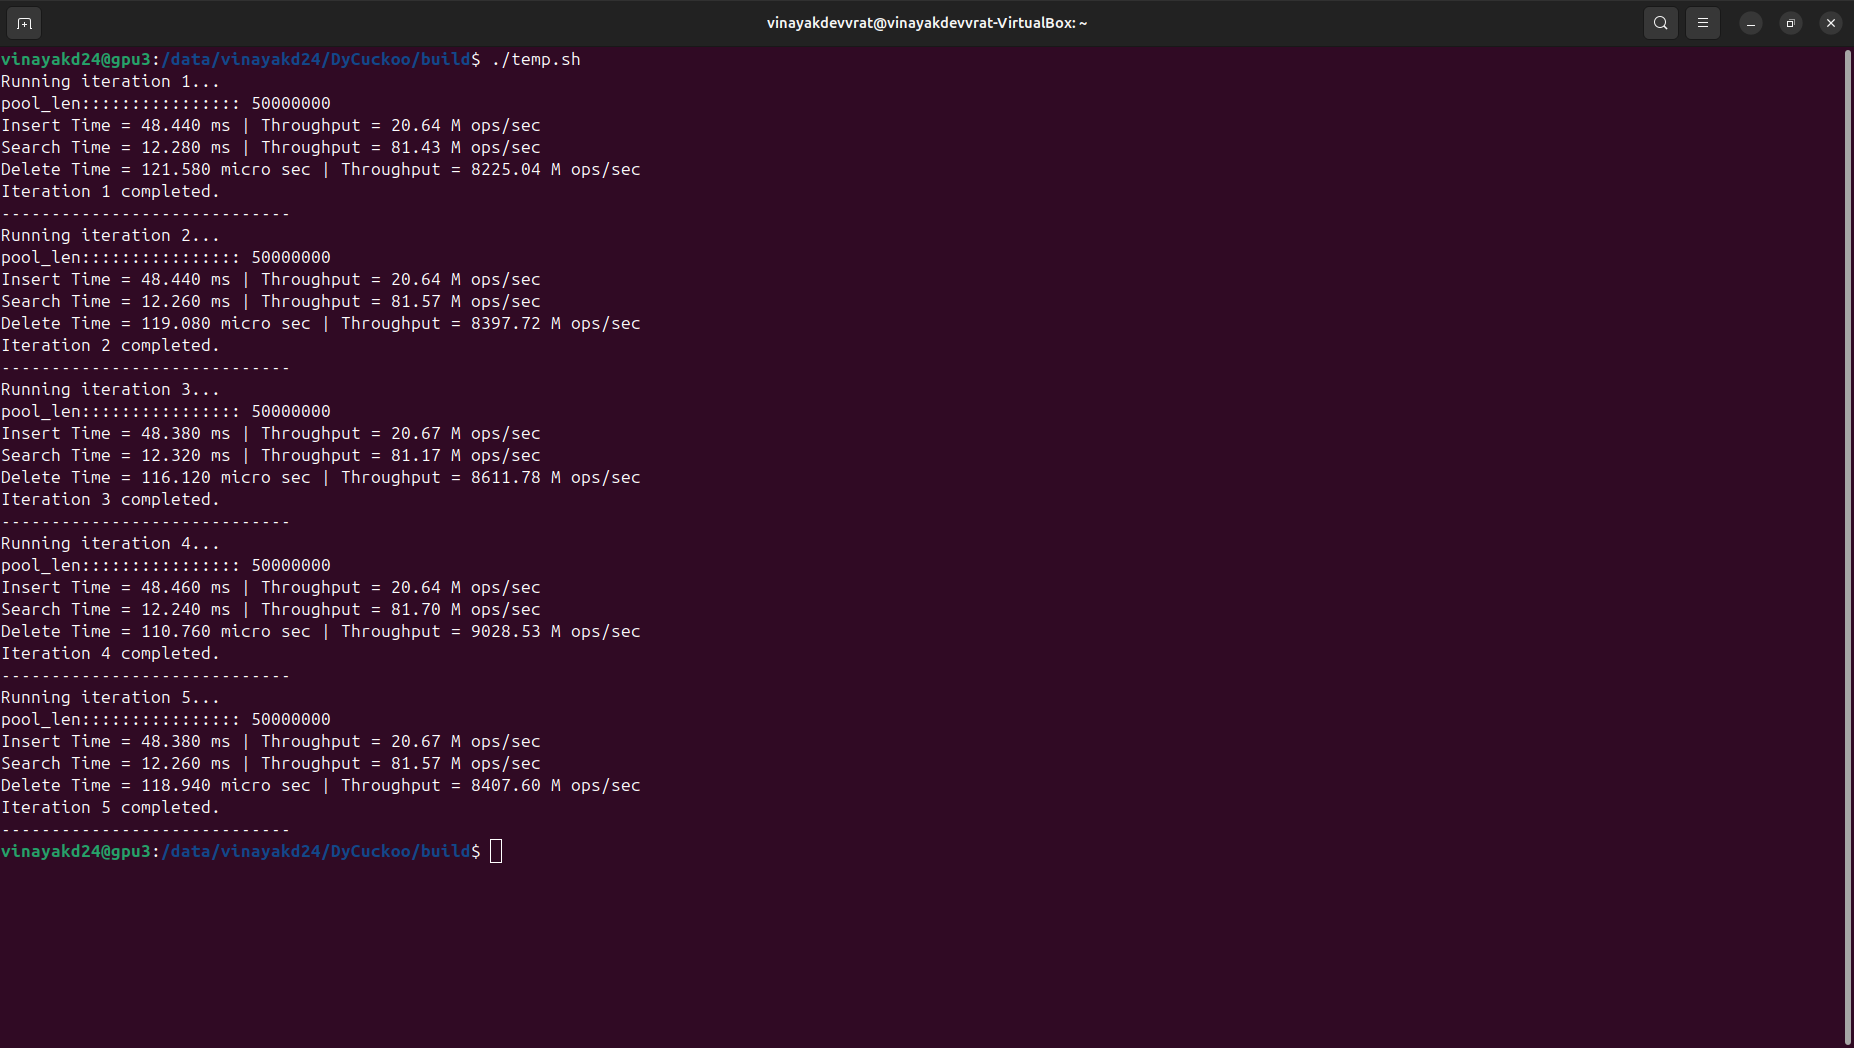 vinayakdevvrat@vinayakdevvrat-VirtualBox: ~
vinayakd24@gpu3:/data/vinayakd24/DyCuckoo/build$ ./temp.sh
Running iteration 1...
pool_len:::::::::::::::: 50000000
Insert Time = 48.440 ms | Throughput = 20.64 M ops/sec
Search Time = 12.280 ms | Throughput = 81.43 M ops/sec
Delete Time = 121.580 micro sec | Throughput = 8225.04 M ops/sec
Iteration 1 completed.
-----------------------------
Running iteration 2...
pool_len:::::::::::::::: 50000000
Insert Time = 48.440 ms | Throughput = 20.64 M ops/sec
Search Time = 12.260 ms | Throughput = 81.57 M ops/sec
Delete Time = 119.080 micro sec | Throughput = 8397.72 M ops/sec
Iteration 2 completed.
-----------------------------
Running iteration 3...
pool_len:::::::::::::::: 50000000
Insert Time = 48.380 ms | Throughput = 20.67 M ops/sec
Search Time = 12.320 ms | Throughput = 81.17 M ops/sec
Delete Time = 116.120 micro sec | Throughput = 8611.78 M ops/sec
Iteration 3 completed.
-----------------------------
Running iteration 4...
pool_len:::::::::::::::: 50000000
Insert Time = 48.460 ms | Throughput = 20.64 M ops/sec
Search Time = 12.240 ms | Throughput = 81.70 M ops/sec
Delete Time = 110.760 micro sec | Throughput = 9028.53 M ops/sec
Iteration 4 completed.
-----------------------------
Running iteration 5...
pool_len:::::::::::::::: 50000000
Insert Time = 48.380 ms | Throughput = 20.67 M ops/sec
Search Time = 12.260 ms | Throughput = 81.57 M ops/sec
Delete Time = 118.940 micro sec | Throughput = 8407.60 M ops/sec
Iteration 5 completed.
-----------------------------
vinayakd24@gpu3:/data/vinayakd24/DyCuckoo/build$